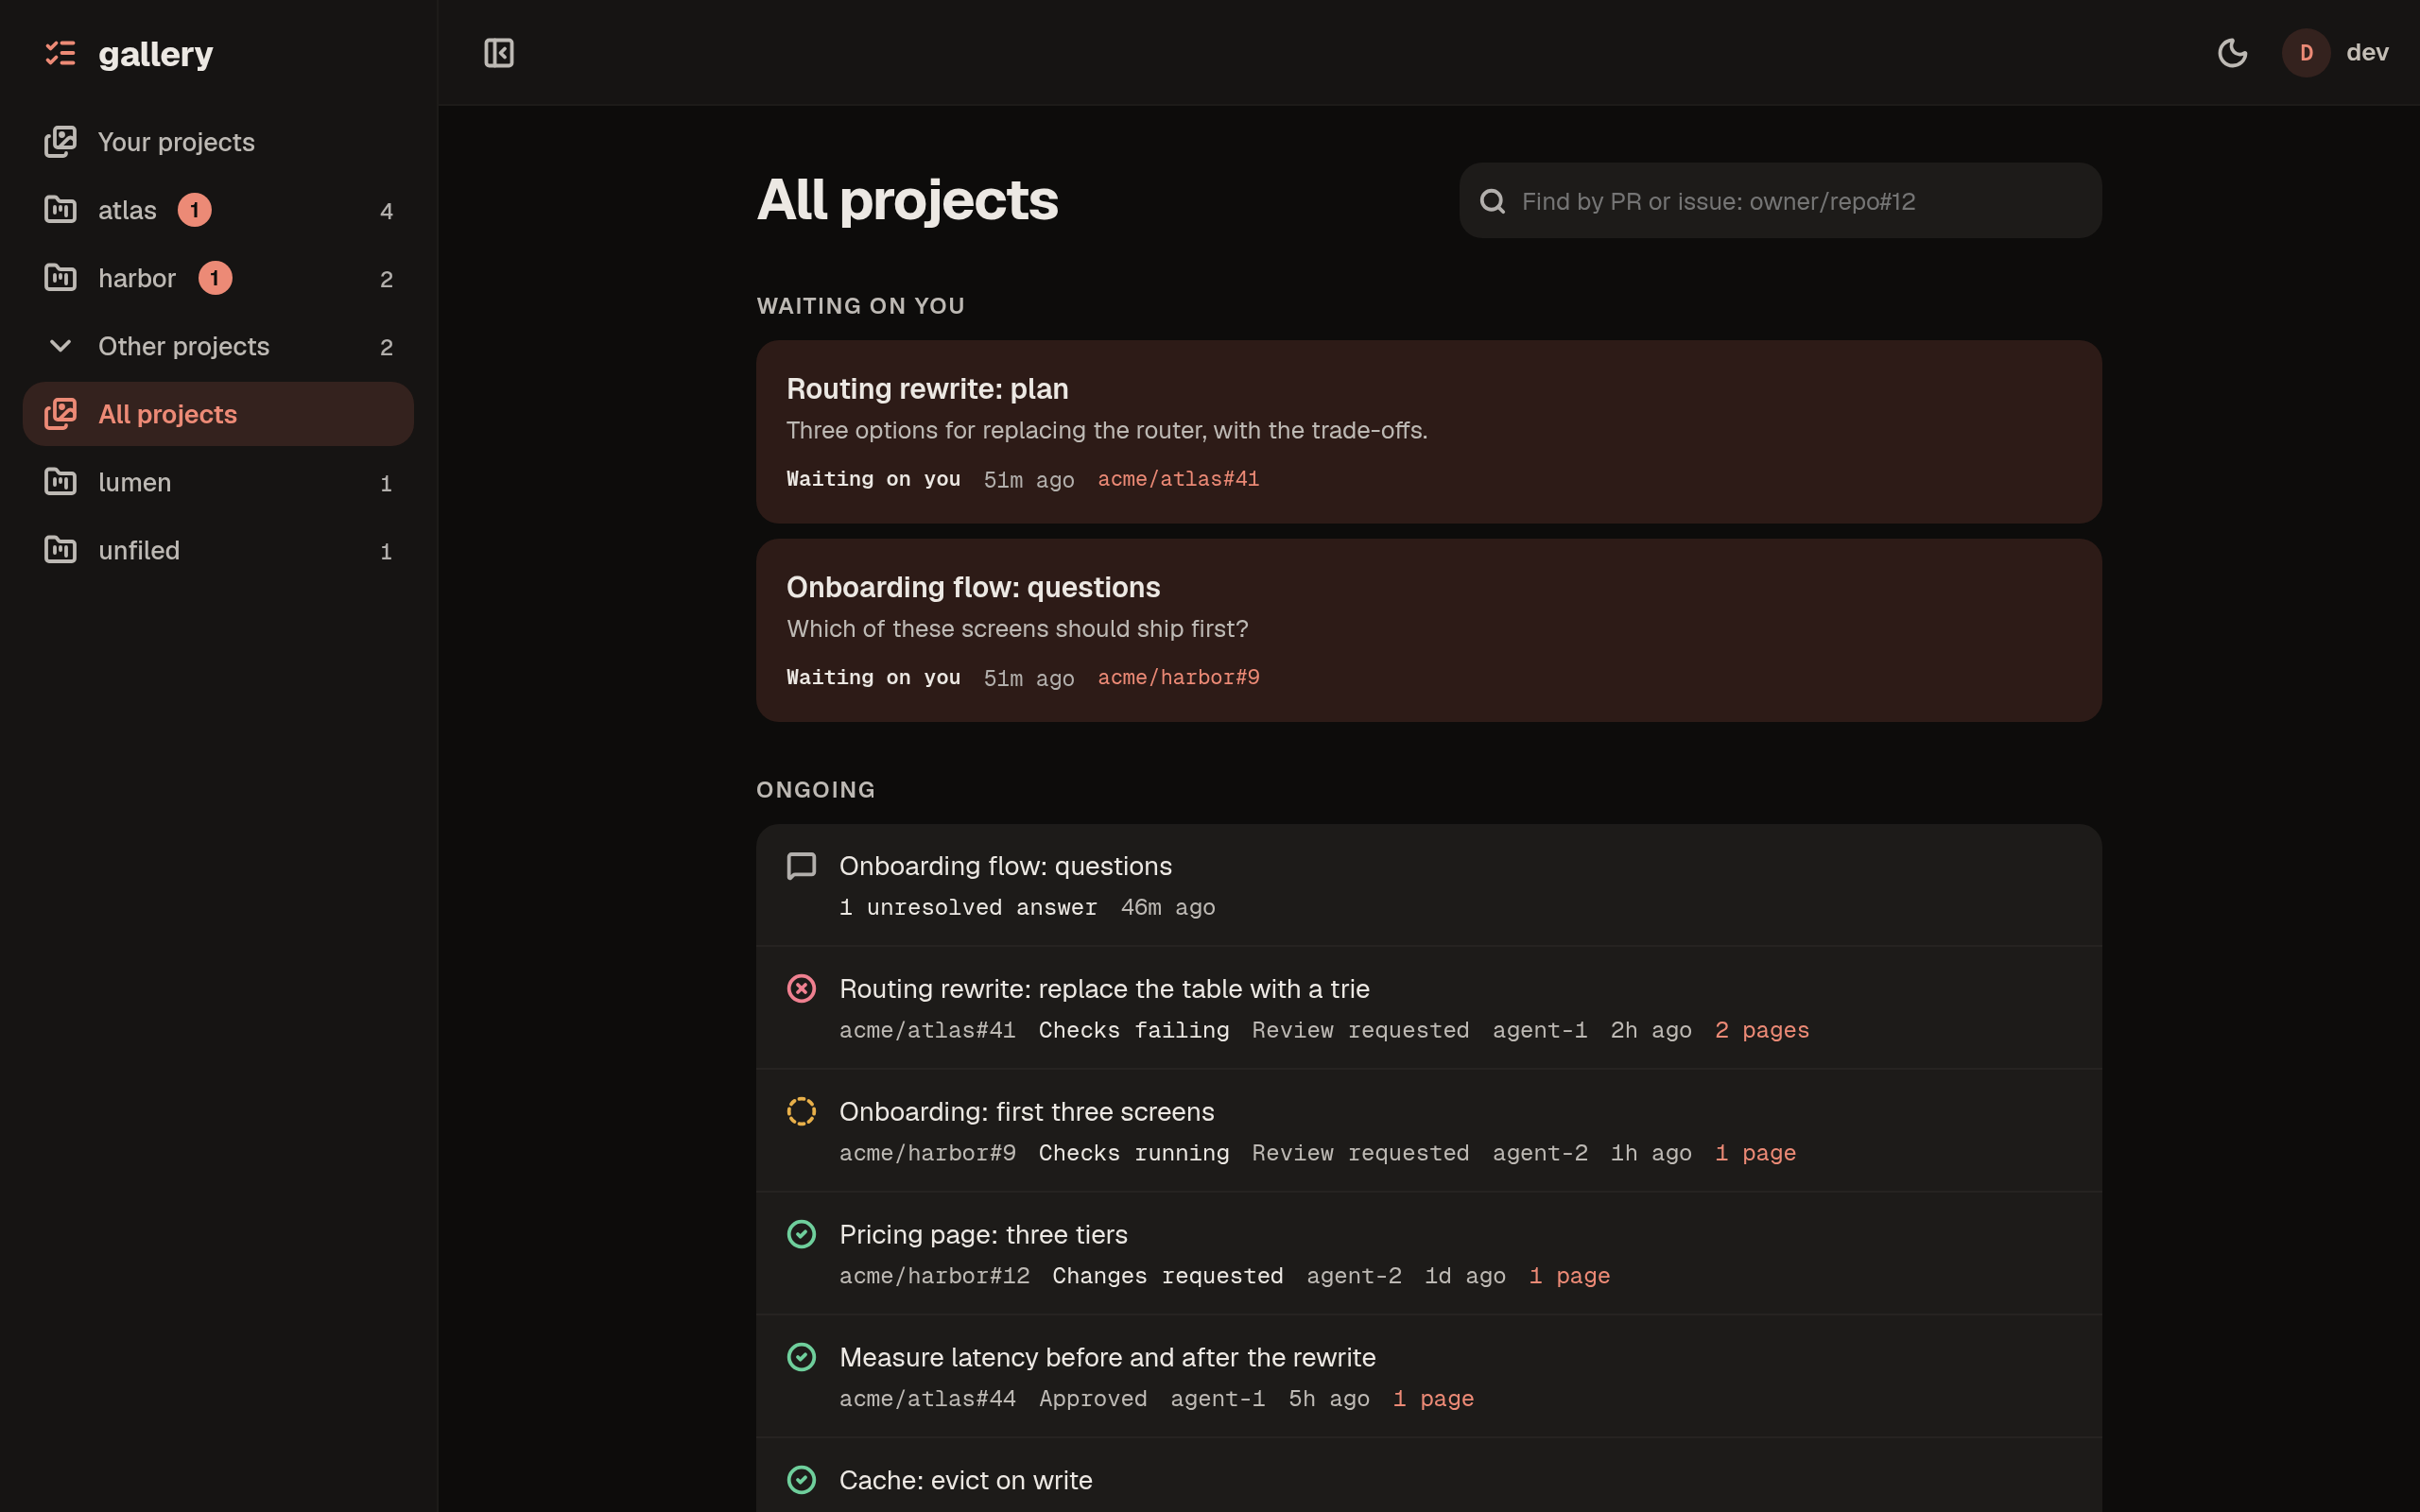 gallery
dev
D
Your projects
atlas 1 4
harbor 1 2
Other projects 2
All projects
lumen 1
unfiled 1
All projects
Find by PR or issue: owner/repo#12
WAITING ON YOU
Routing rewrite: plan
Three options for replacing the router, with the trade-offs.
Waiting on you 51m ago acme/atlas#41
Onboarding flow: questions
Which of these screens should ship first?
Waiting on you 51m ago acme/harbor#9
ONGOING
Onboarding flow: questions
1 unresolved answer 46m ago
Routing rewrite: replace the table with a trie
acme/atlas#41 Checks failing Review requested agent-1 2h ago 2 pages
Onboarding: first three screens
acme/harbor#9 Checks running Review requested agent-2 1h ago 1 page
Pricing page: three tiers
acme/harbor#12 Changes requested agent-2 1d ago 1 page
Measure latency before and after the rewrite
acme/atlas#44 Approved agent-1 5h ago 1 page
Cache: evict on write